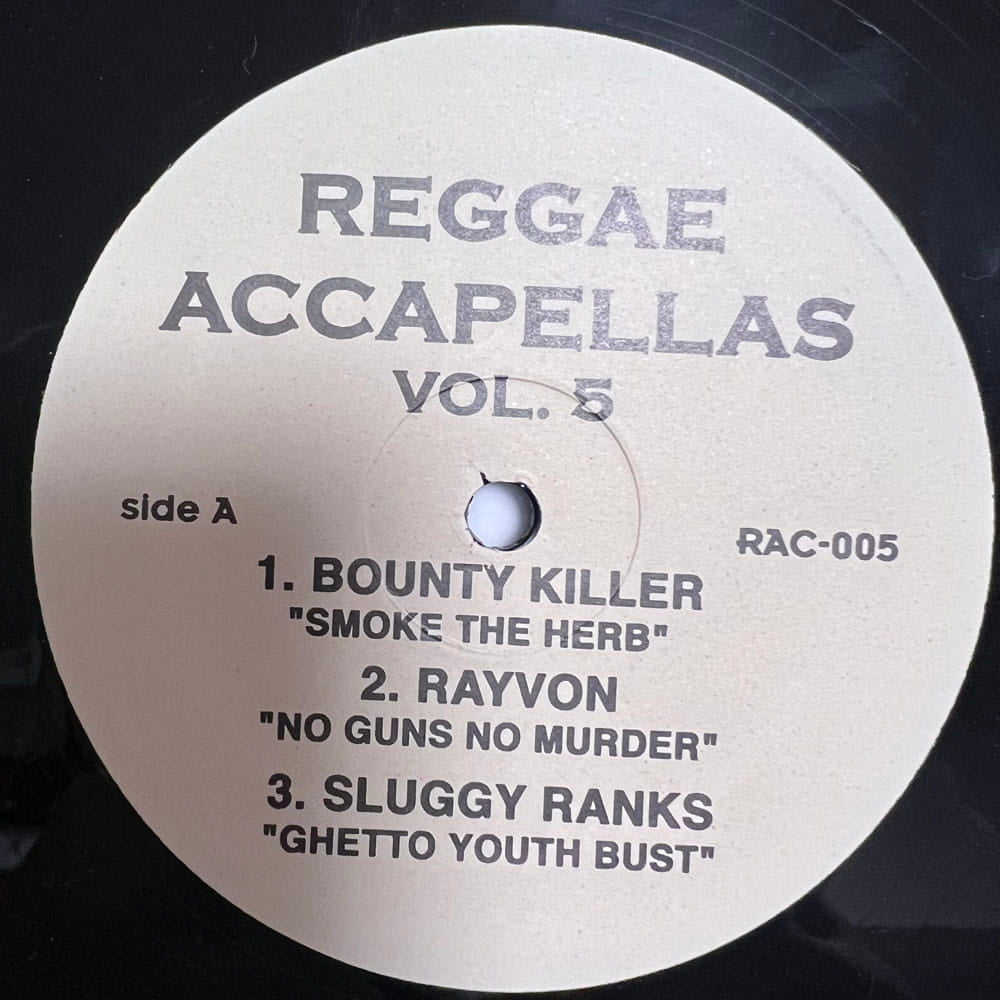 REGGAE
ACCAPELLAS
VOL. 5
side A
RAC-005
1. BOUNTY KILLER
"SMOKE THE HERB"
2. RAYVON
"NO GUNS NO MURDER"
3. SLUGGY RANKS
"GHETTO YOUTH BUST"